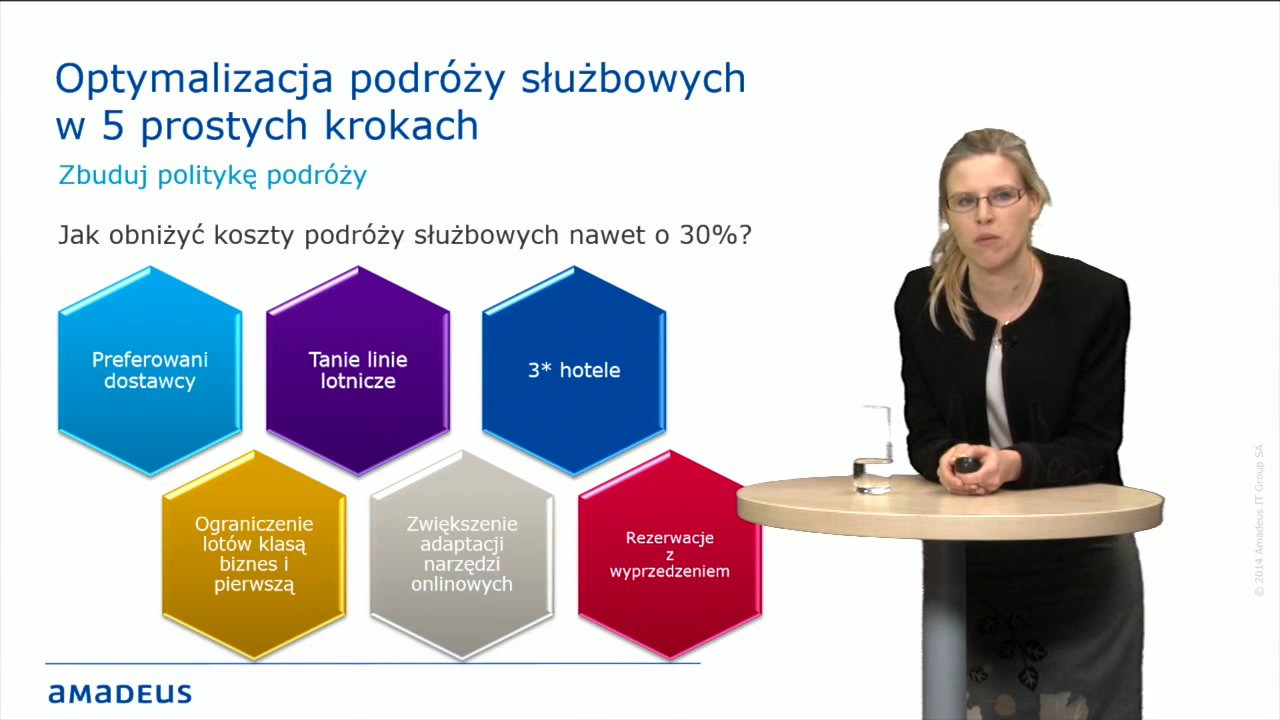 Optymalizacja podróży służbowych
w 5 prostych krokach
Zbuduj politykę podróży
Jak obniżyć koszty podróży służbowych nawet o 30%?
Preferowani
dostawcy
Tanie linie
lotnicze
3* hotele
Ograniczenie
lotów klasą
biznes i
pierwszą
Zwiększenie
adaptacji
narzędzi
onlinowych
Rezerwacje
z
wyprzedzeniem
amadeus
© 2014 Amadeus IT Group SA